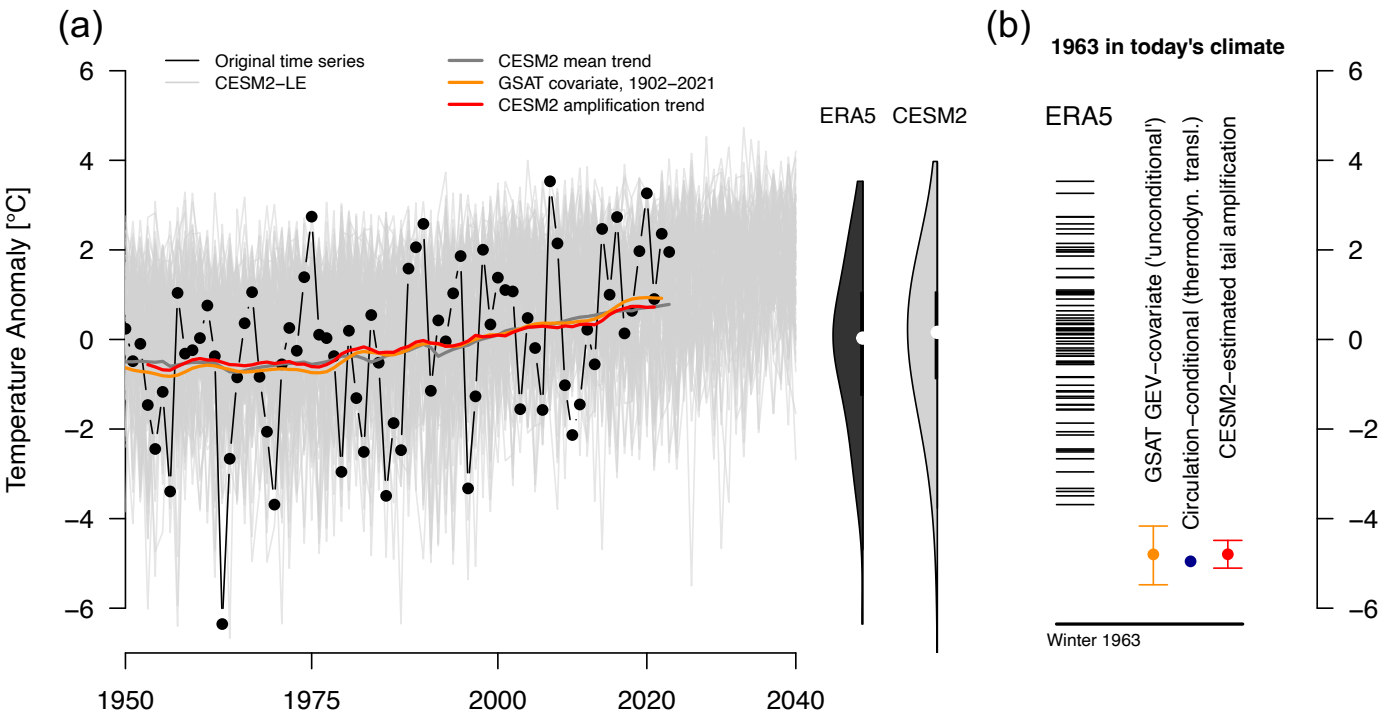 (a)
Original time series
CESM2−LE
CESM2 mean trend
GSAT covariate, 1902−2021
CESM2 amplification trend
Temperature Anomaly [°C]
6
4
2
0
−2
−4
−6
1950
1975
2000
2020
2040
ERA5
CESM2
(b)
1963 in today's climate
ERA5
GSAT GEV−covariate ('unconditional')
Circulation−conditional (thermodyn. transl.)
CESM2−estimated tail amplification
Winter 1963
6
4
2
0
−2
−4
−6